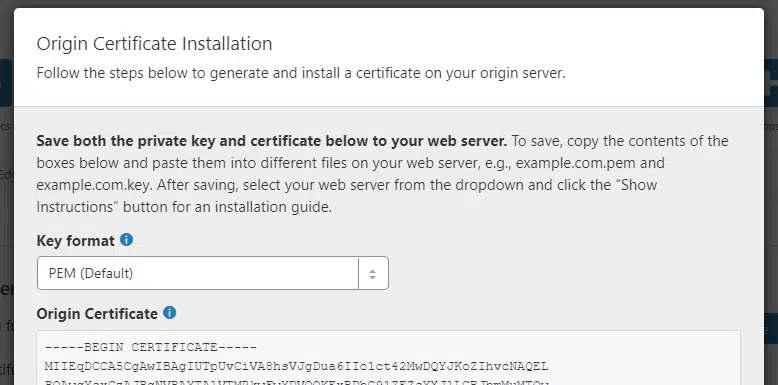 Origin Certificate Installation
Follow the steps below to generate and install a certificate on your origin server.
Save both the private key and certificate below to your web server. To save, copy the contents of the
boxes below and paste them into different files on your web server, e.g., example.com.pem and
example.com.key. After saving, select your web server from the dropdown and click the “Show
Instructions” button for an installation guide.
Key format
PEM (Default)
Origin Certificate
-----BEGIN CERTIFICATE-----
MIIEqDCCA5CgAwIBAgIUTpUvCiVA8hsVJgDua6IIo1ct42MwDQYJKoZIhvcNAQEL